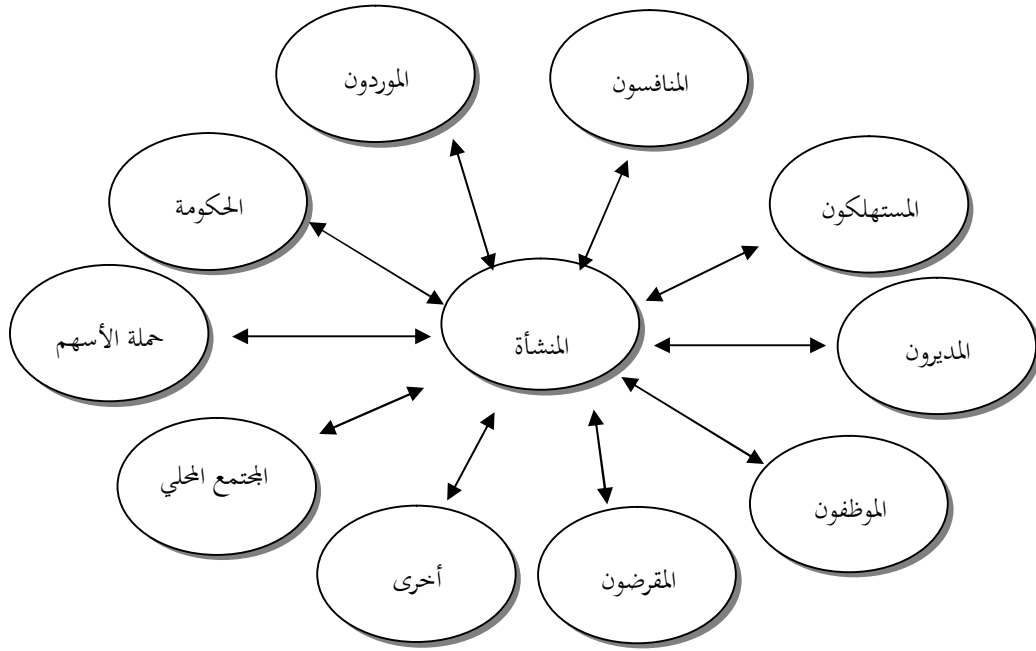 المنافسون
الموردون
المستهلكون
الحكومة
المديرون
المنشأة
حملة الأسهم
الموظفون
المجتمع المحلي
المقرضون
أخرى